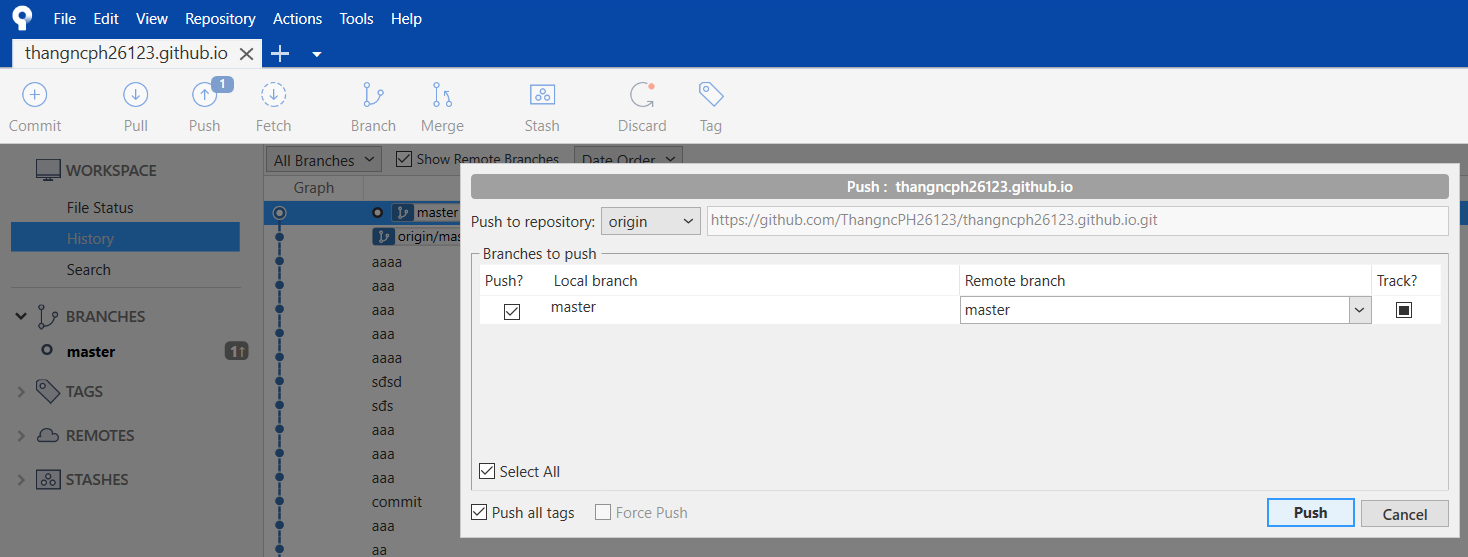 File Edit View Repository Actions Tools Help
thangncph26123.github.io
1
Commit Pull Push Fetch Branch Merge Stash Discard Tag
WORKSPACE
File Status
History
Search
BRANCHES
master 1↑
TAGS
REMOTES
STASHES
All Branches Show Remote Branches Date Order
Graph
master
origin/mas
aaaa
aaa
aaa
aaa
aaaa
sđsd
sđs
aaa
aaa
aaa
commit
aaa
aa
Push : thangncph26123.github.io
Push to repository: origin https://github.com/ThangncPH26123/thangncph26123.github.io.git
Branches to push
Push? Local branch Remote branch Track?
master master
Select All
Push all tags Force Push Push Cancel